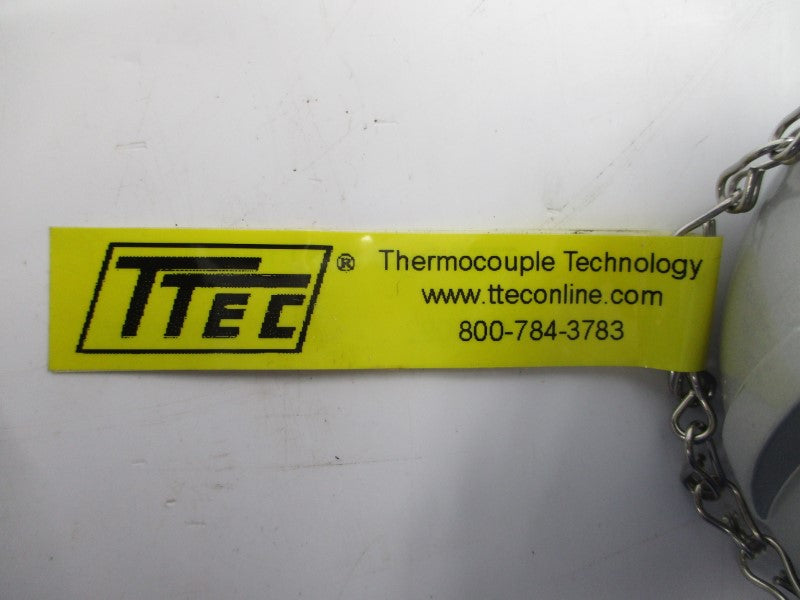 TTEC®
Thermocouple Technology
www.tteconline.com
800-784-3783